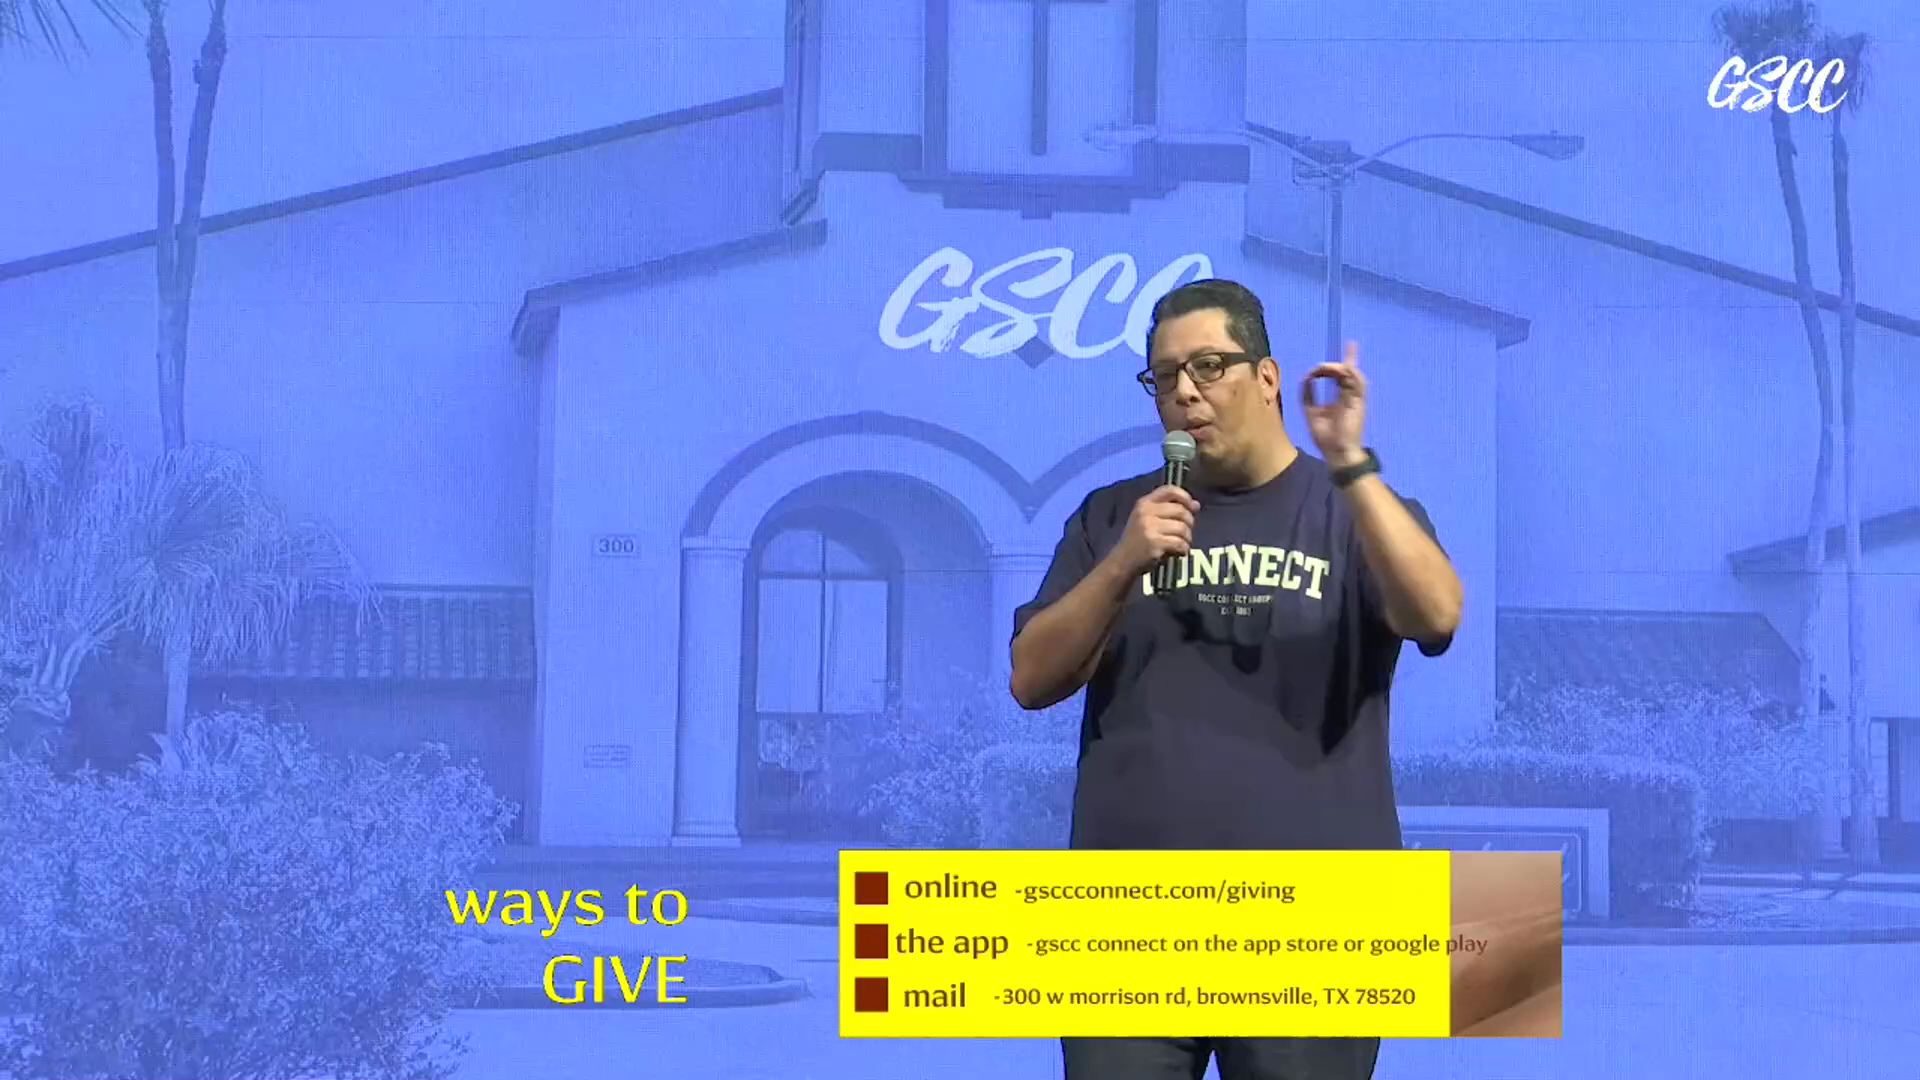 GSCC
GSCC
300
CONNECT
ways to
GIVE
online -gsccconnect.com/giving
the app -gscc connect on the app store or google play
mail -300 w morrison rd, brownsville, TX 78520